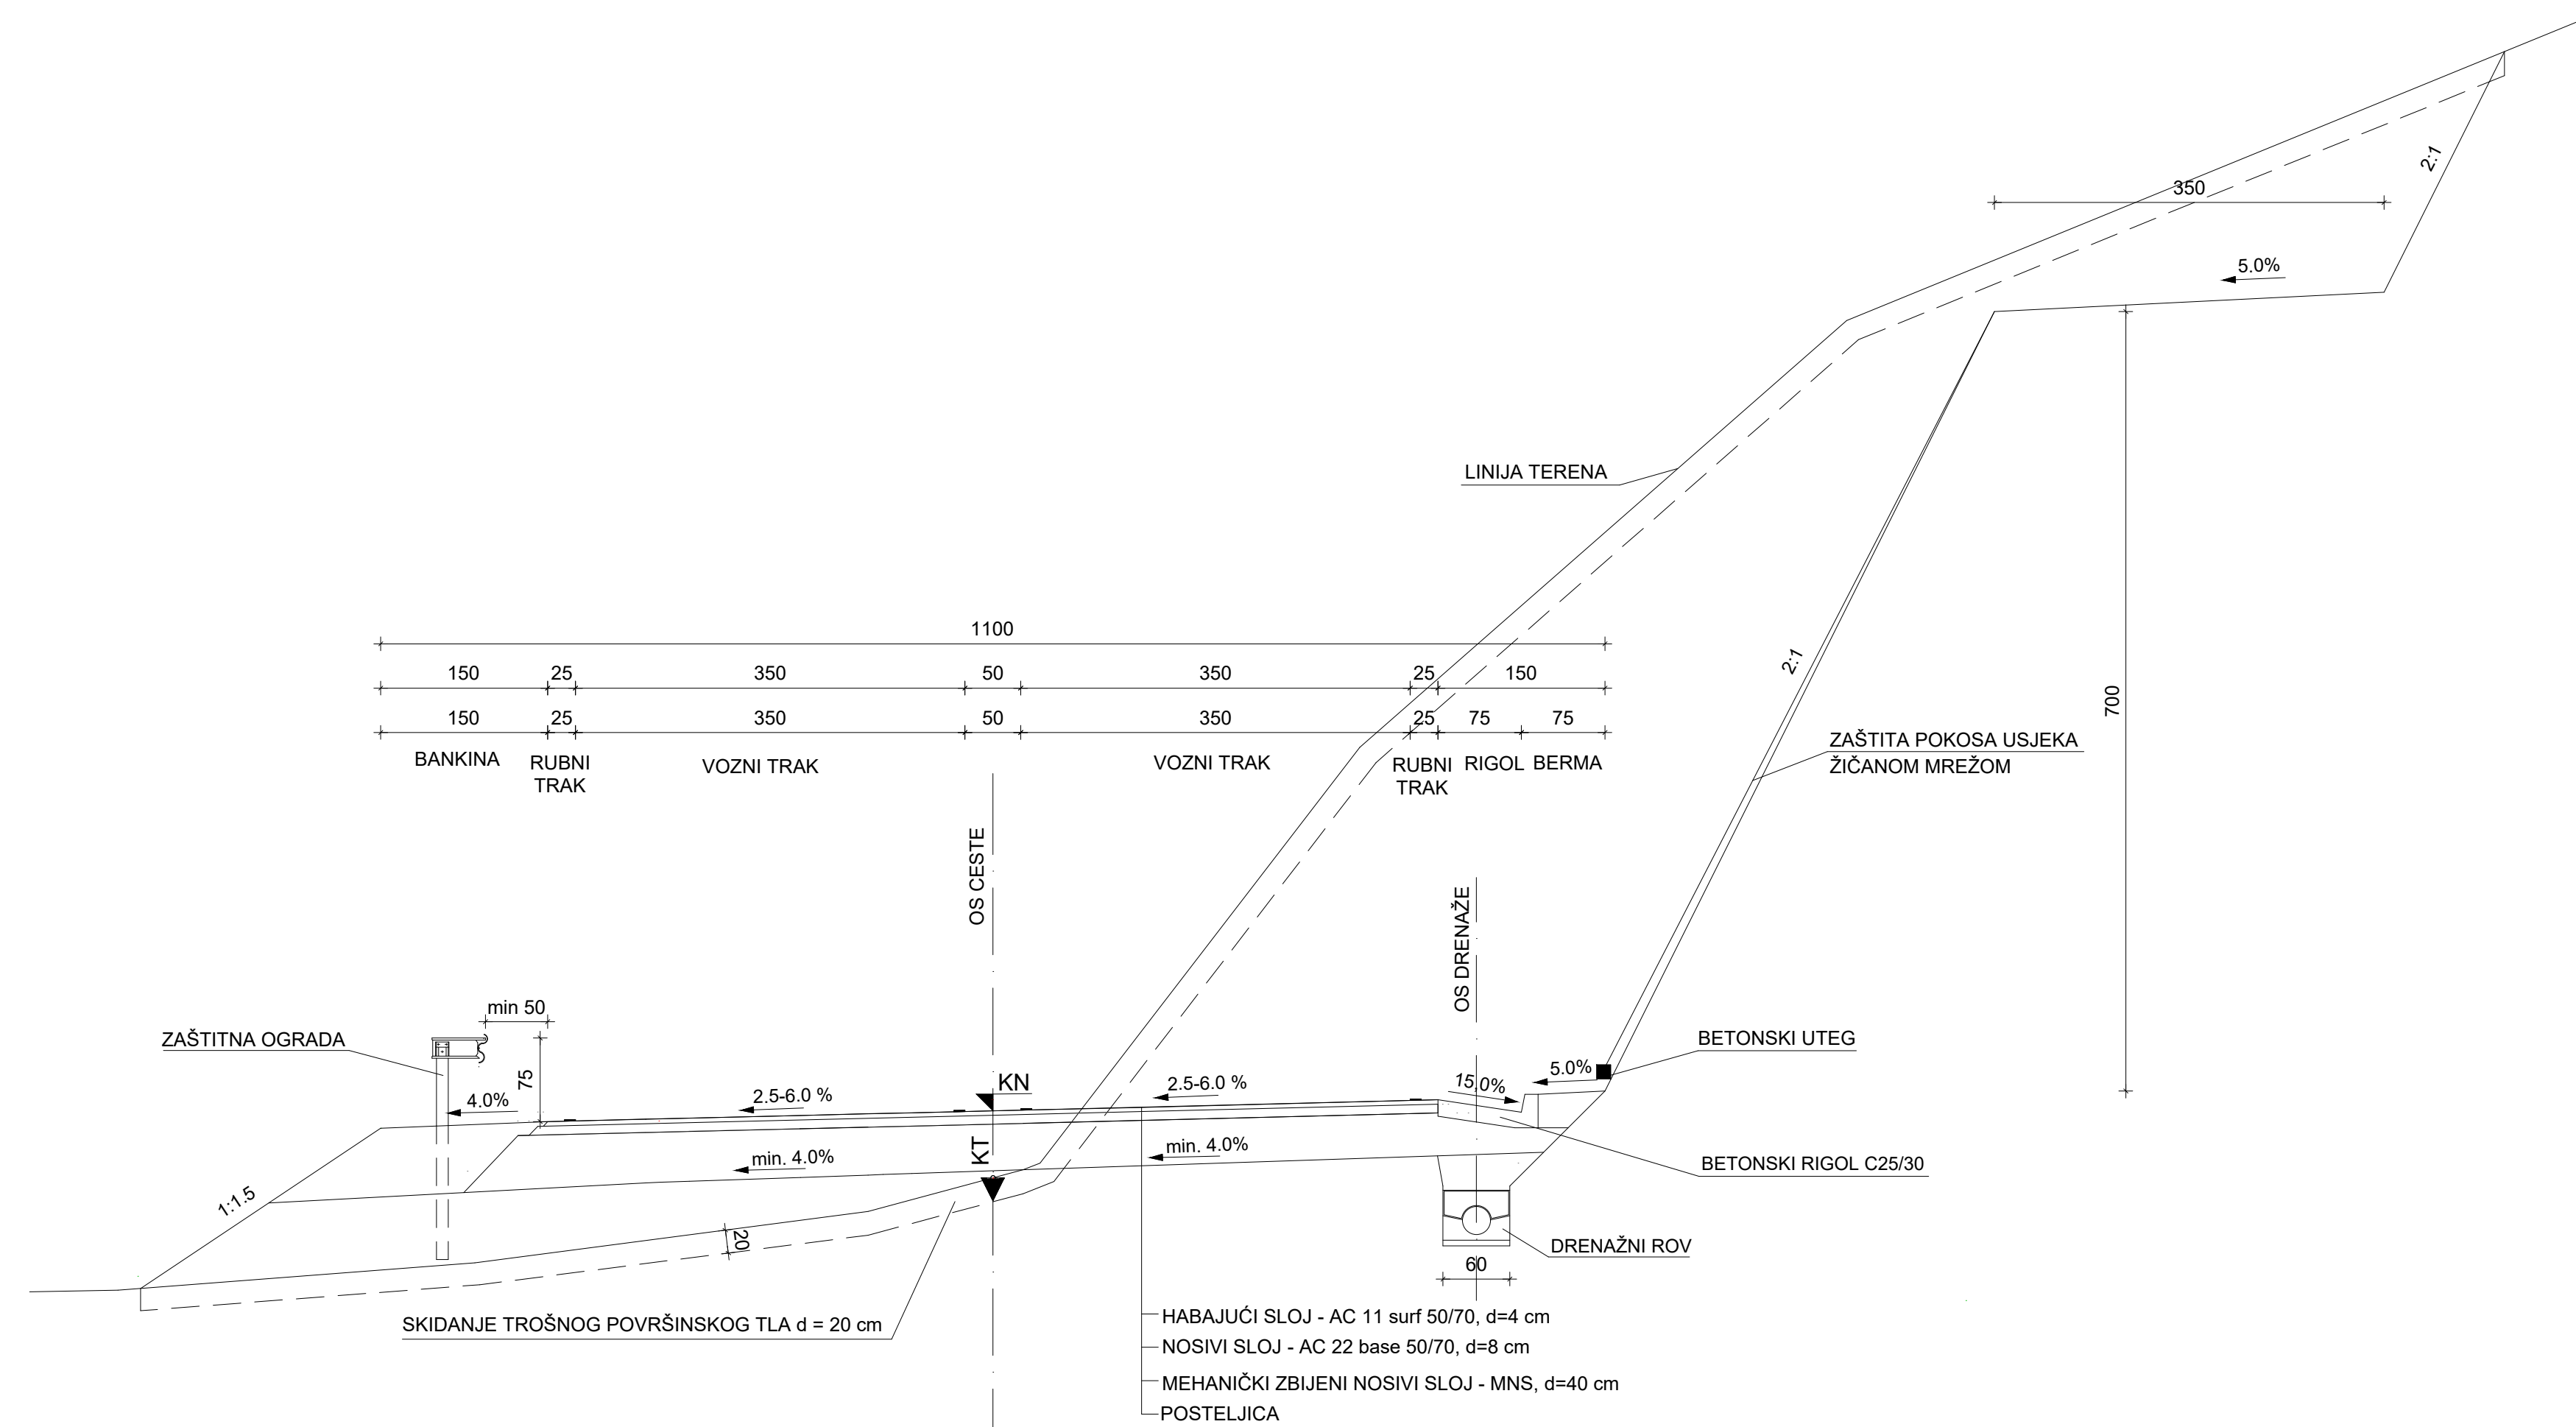 2:1
350
5.0%
LINIJA TERENA
1100
150 25 350 50 350 25 150
150 25 350 50 350 25 75 75
BANKINA RUBNI TRAK VOZNI TRAK VOZNI TRAK RUBNI TRAK RIGOL BERMA
2:1
700
ZAŠTITA POKOSA USJEKA
ŽIČANOM MREŽOM
OS CESTE
OS DRENAŽE
min 50
ZAŠTITNA OGRADA
75
4.0%
2.5-6.0 %
KN
2.5-6.0 %
15,0%
5.0%
BETONSKI UTEG
KT
min. 4.0%
min. 4.0%
BETONSKI RIGOL C25/30
1:1.5
20
DRENAŽNI ROV
60
SKIDANJE TROŠNOG POVRŠINSKOG TLA d = 20 cm
HABAJUĆI SLOJ - AC 11 surf 50/70, d=4 cm
NOSIVI SLOJ - AC 22 base 50/70, d=8 cm
MEHANIČKI ZBIJENI NOSIVI SLOJ - MNS, d=40 cm
POSTELJICA